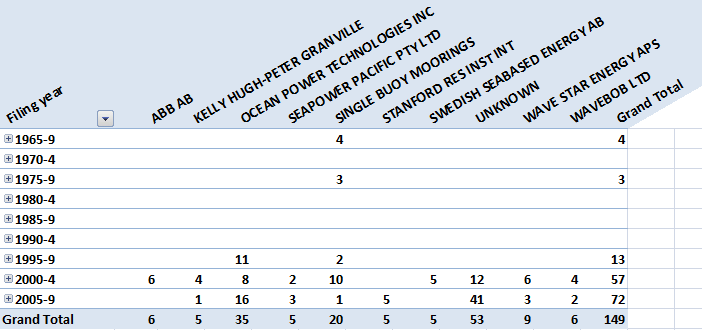 Filing year ABB AB KELLY HUGH-PETER GRANVILLE OCEAN POWER TECHNOLOGIES INC SEAPOWER PACIFIC PTY LTD SINGLE BUOY MOORINGS STANFORD RES INST INT SWEDISH SEABASED ENERGY AB UNKNOWN WAVE STAR ENERGY APS WAVEBOB LTD Grand Total
1965-9 4 4
1970-4
1975-9 3 3
1980-4
1985-9
1990-4
1995-9 11 2 13
2000-4 6 4 8 2 10 5 12 6 4 57
2005-9 1 16 3 1 5 41 3 2 72
Grand Total 6 5 35 5 20 5 5 53 9 6 149